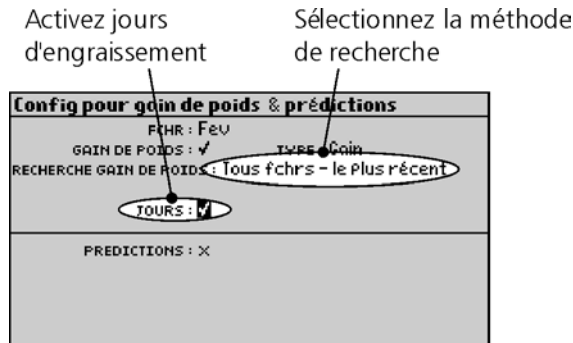 Activez jours
d'engraissement
Sélectionnez la méthode
de recherche
Config pour gain de poids & prédictions
FCHR : Fev
GAIN DE POIDS : ✓ TYPE : Gain
RECHERCHE GAIN DE POIDS : Tous fchrs - le Plus récent
JOURS : ✓
PREDICTIONS : ×